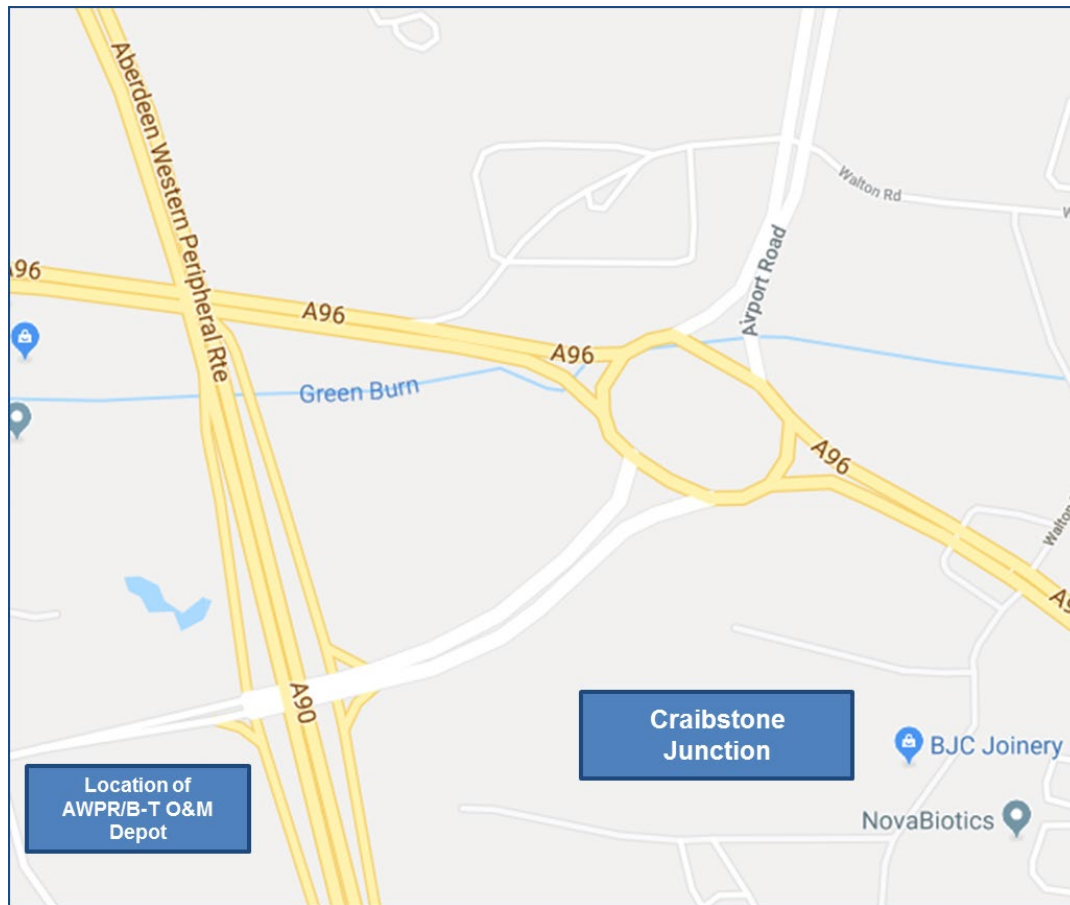 Aberdeen Western Peripheral Rte
A96
A96
A96
Green Burn
Airport Road
Walton Rd
A96
A90
Craibstone
Junction
BJC Joinery
NovaBiotics
Location of
AWPR/B-T O&M
Depot